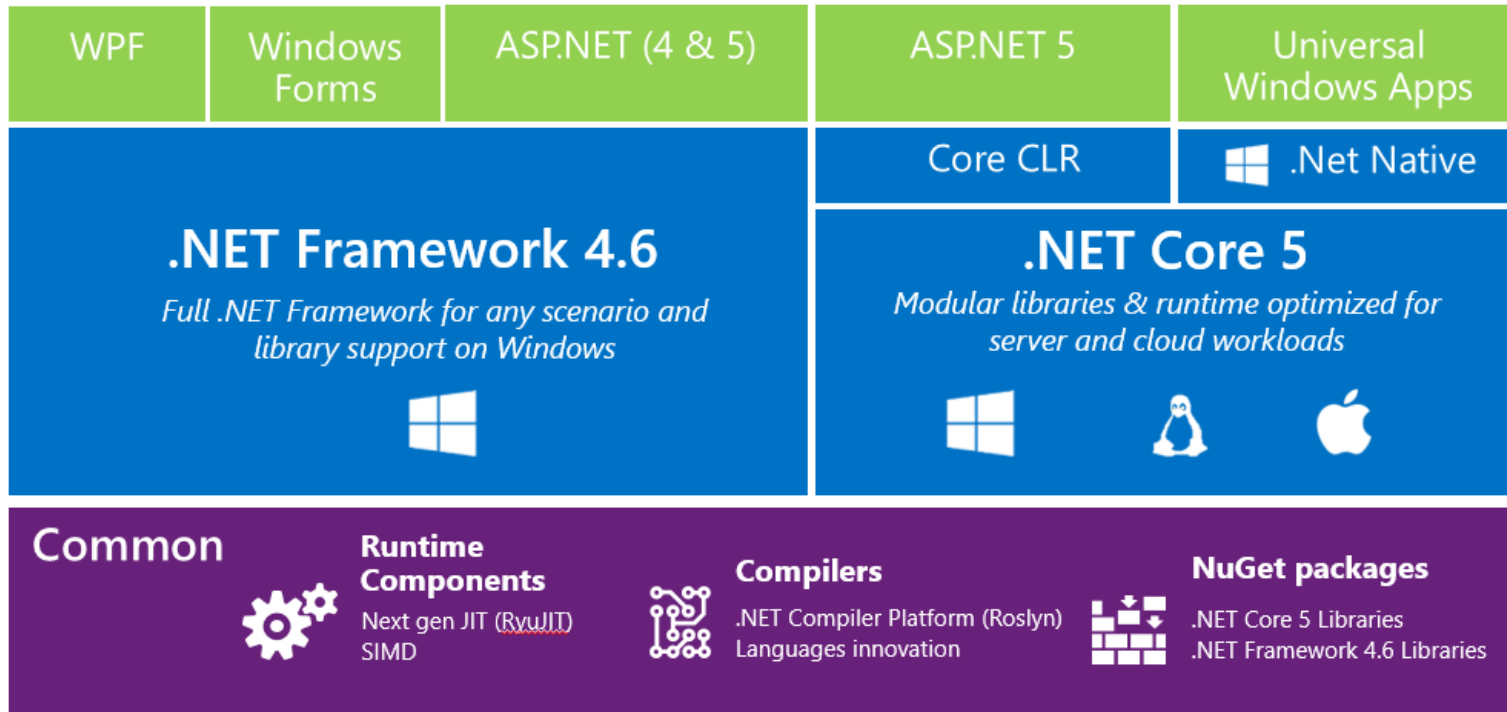 WPF
Windows
Forms
ASP.NET (4 & 5)
ASP.NET 5
Universal
Windows Apps
Core CLR
.Net Native
.NET Framework 4.6
Full .NET Framework for any scenario and
library support on Windows
.NET Core 5
Modular libraries & runtime optimized for
server and cloud workloads
Common
Runtime
Components
Next gen JIT (RyuJIT)
SIMD
Compilers
.NET Compiler Platform (Roslyn)
Languages innovation
NuGet packages
.NET Core 5 Libraries
.NET Framework 4.6 Libraries